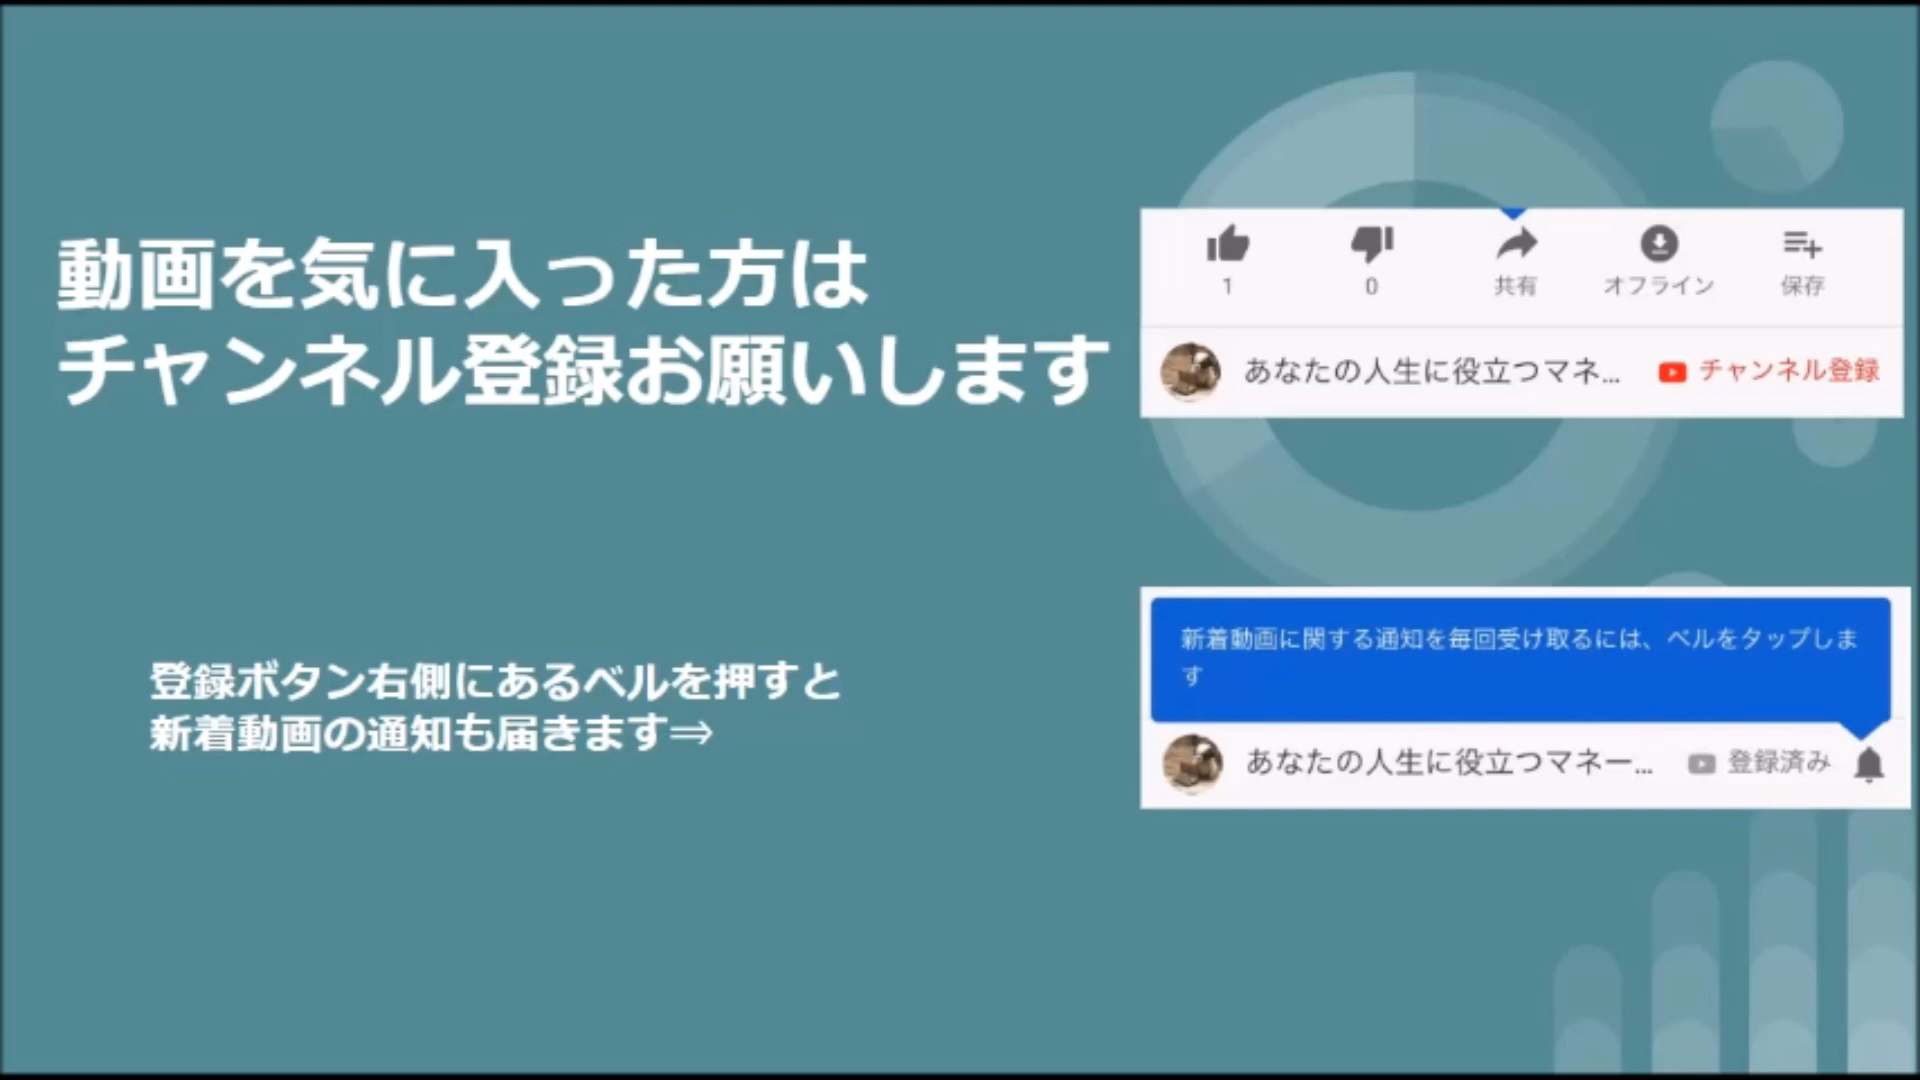 動画を気に入った方は
チャンネル登録お願いします
1
0
共有
オフライン
保存
あなたの人生に役立つマネ...
チャンネル登録
登録ボタン右側にあるベルを押すと
新着動画の通知も届きます⇒
新着動画に関する通知を毎回受け取るには、ベルをタップしま
す
あなたの人生に役立つマネー...
登録済み